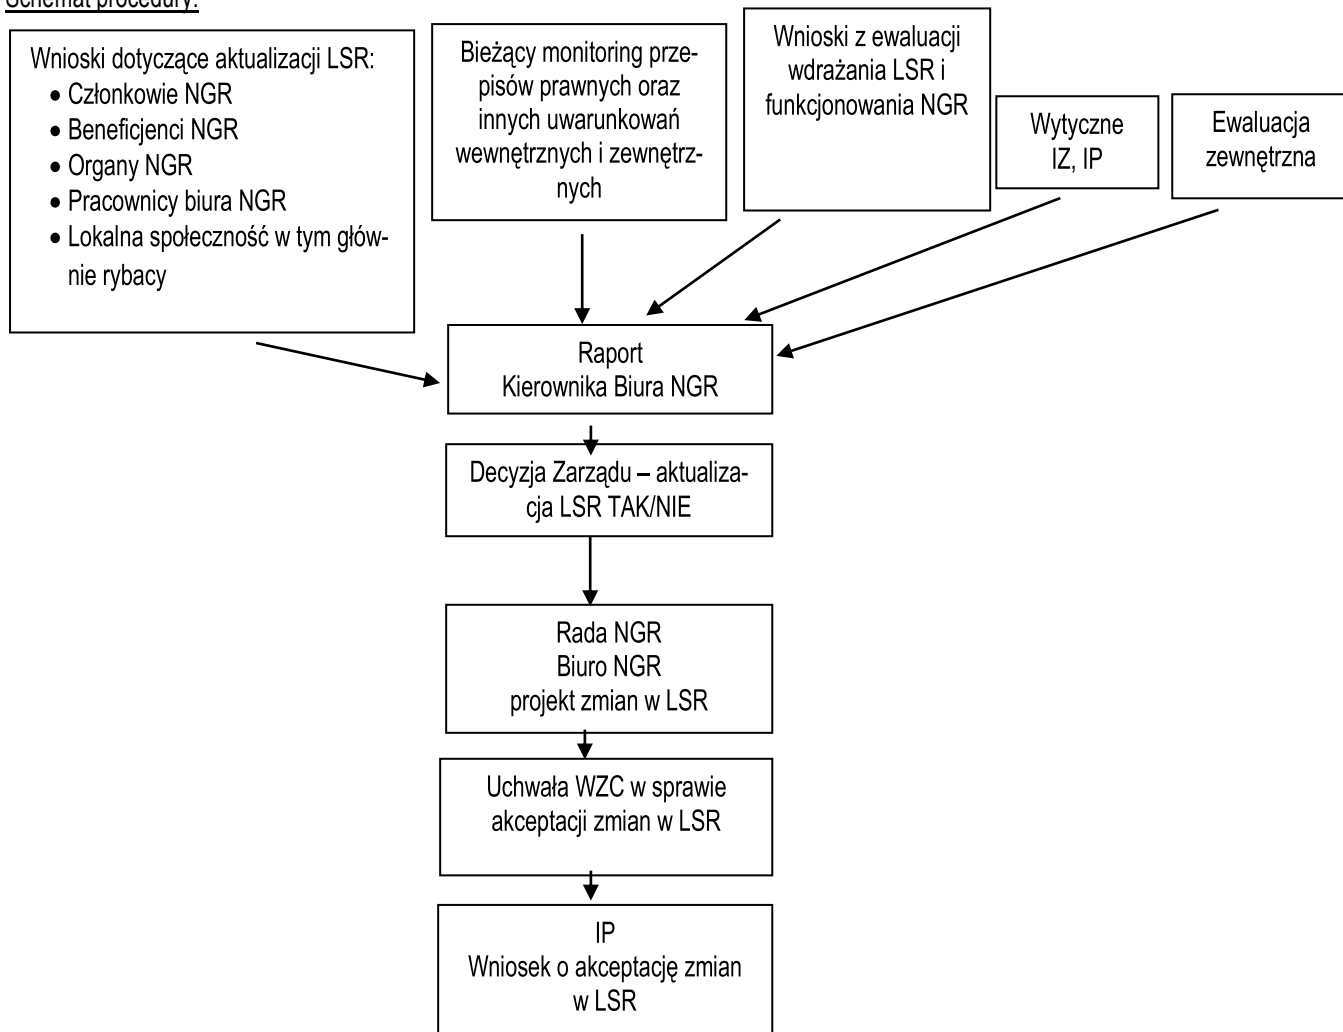 Schemat procedury:
Wnioski dotyczące aktualizacji LSR:
• Członkowie NGR
• Beneficjenci NGR
• Organy NGR
• Pracownicy biura NGR
• Lokalna społeczność w tym głów-
nie rybacy
Bieżący monitoring prze-
pisów prawnych oraz
innych uwarunkowań
wewnętrznych i zewnętrz-
nych
Wnioski z ewaluacji
wdrażania LSR i
funkcjonowania NGR
Wytyczne
IZ, IP
Ewaluacja
zewnętrzna
Raport
Kierownika Biura NGR
Decyzja Zarządu – aktualiza-
cja LSR TAK/NIE
Rada NGR
Biuro NGR
projekt zmian w LSR
Uchwała WZC w sprawie
akceptacji zmian w LSR
IP
Wniosek o akceptację zmian
w LSR